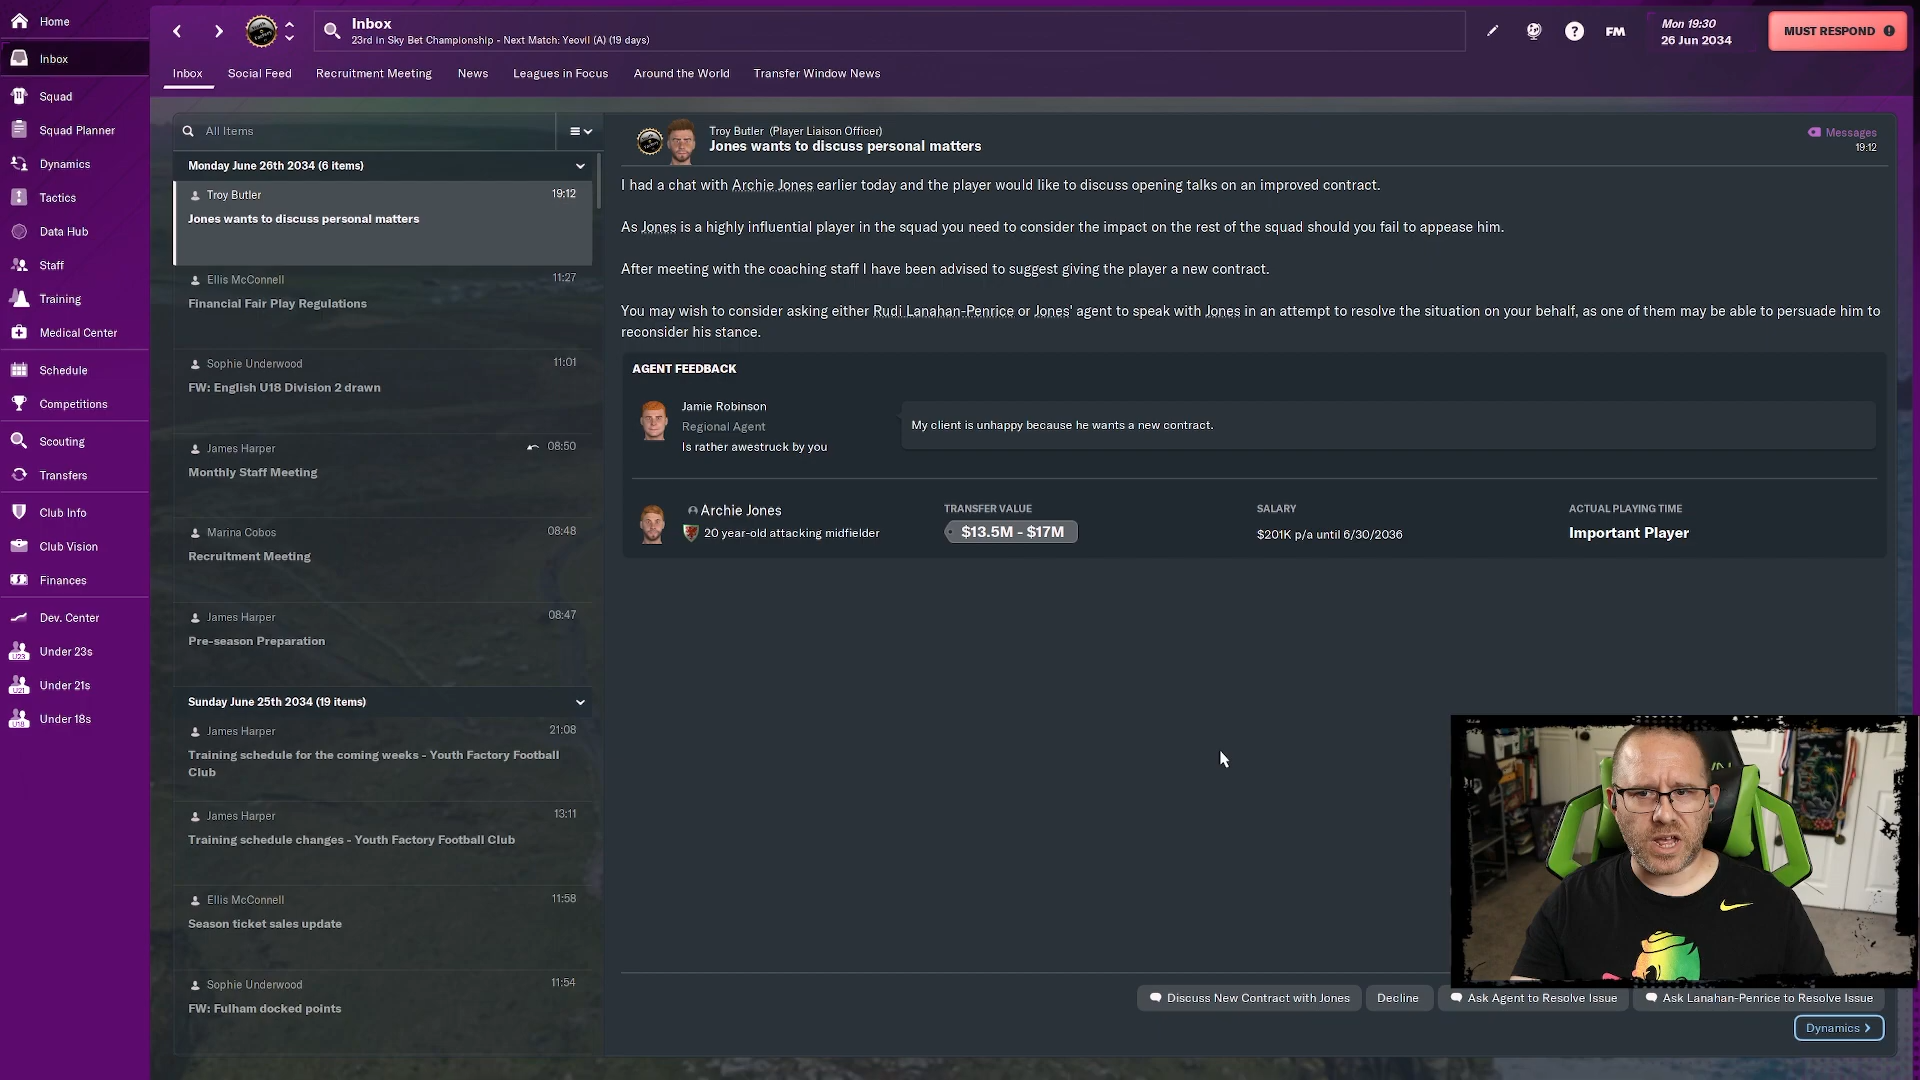 Home
Inbox
Squad
Squad Planner
Dynamics
Tactics
Data Hub
Staff
Training
Medical Center
Schedule
Competitions
Scouting
Transfers
Club Info
Club Vision
Finances
Dev. Center
Under 23s
Under 21s
Under 18s
Inbox
23rd in Sky Bet Championship - Next Match: Yeovil (A) (19 days)
FM
Mon 19:30
26 Jun 2034
MUST RESPOND
Inbox Social Feed Recruitment Meeting News Leagues in Focus Around the World Transfer Window News
All Items
Monday June 26th 2034 (6 items)
Troy Butler 19:12
Jones wants to discuss personal matters
Ellis McConnell 11:27
Financial Fair Play Regulations
Sophie Underwood 11:01
FW: English U18 Division 2 drawn
James Harper 08:50
Monthly Staff Meeting
Marina Cobos 08:48
Recruitment Meeting
James Harper 08:47
Pre-season Preparation
Sunday June 25th 2034 (19 items)
James Harper 21:08
Training schedule for the coming weeks - Youth Factory Football
Club
James Harper 13:11
Training schedule changes - Youth Factory Football Club
Ellis McConnell 11:58
Season ticket sales update
Sophie Underwood 11:54
FW: Fulham docked points
Troy Butler (Player Liaison Officer)
Jones wants to discuss personal matters
Messages
19:12
I had a chat with Archie Jones earlier today and the player would like to discuss opening talks on an improved contract.
As Jones is a highly influential player in the squad you need to consider the impact on the rest of the squad should you fail to appease him.
After meeting with the coaching staff I have been advised to suggest giving the player a new contract.
You may wish to consider asking either Rudi Lanahan-Penrice or Jones' agent to speak with Jones in an attempt to resolve the situation on your behalf, as one of them may be able to persuade him to
reconsider his stance.
AGENT FEEDBACK
Jamie Robinson
Regional Agent
Is rather awestruck by you
My client is unhappy because he wants a new contract.
Archie Jones
20 year-old attacking midfielder
TRANSFER VALUE
$13.5M - $17M
SALARY
$201K p/a until 6/30/2036
ACTUAL PLAYING TIME
Important Player
Discuss New Contract with Jones
Decline
Ask Agent to Resolve Issue
Ask Lanahan-Penrice to Resolve Issue
Dynamics